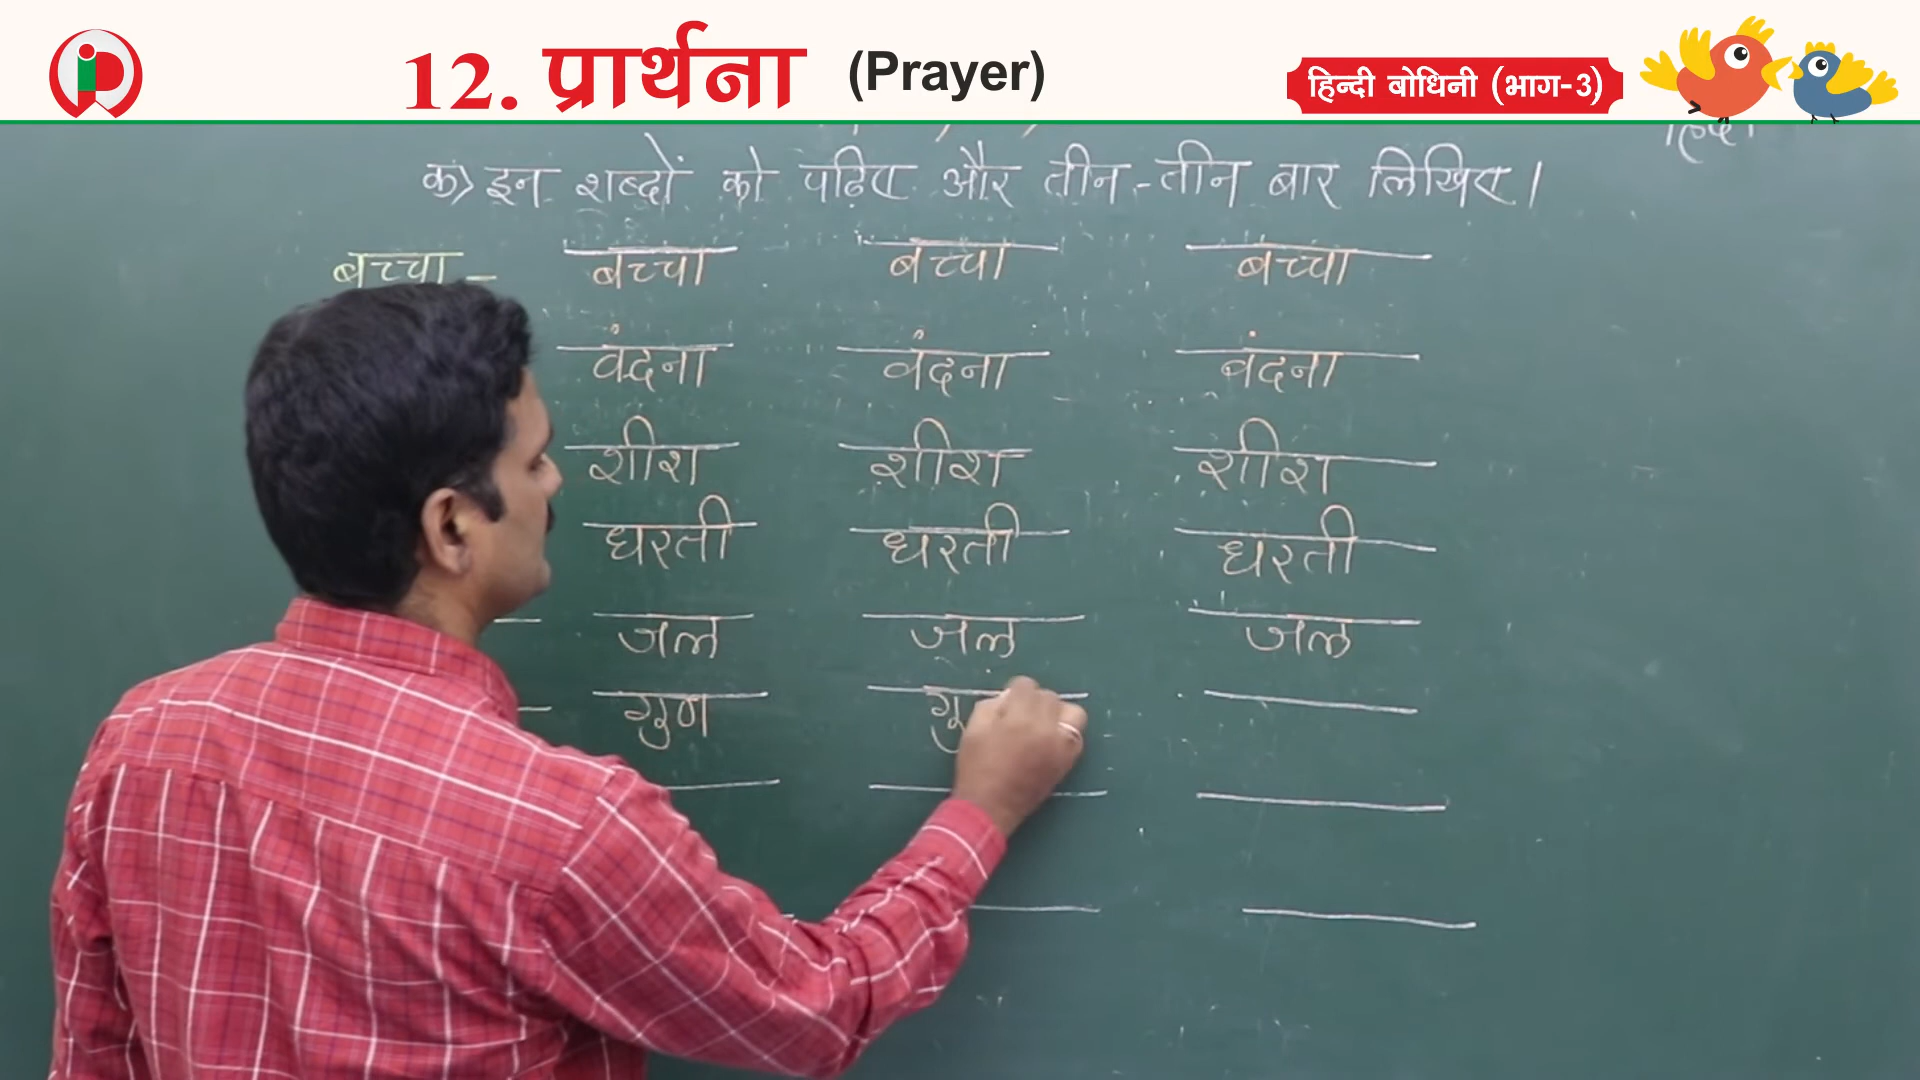 12. प्रार्थना (Prayer)
हिन्दी बोधिनी (भाग-3)
क) इन शब्दों को पढ़िए और तीन-तीन बार लिखिए।
बच्चा - बच्चा बच्चा बच्चा
वंदना वंदना वंदना
शीश शीश शीश
धरती धरती धरती
जल जल जल
गुण